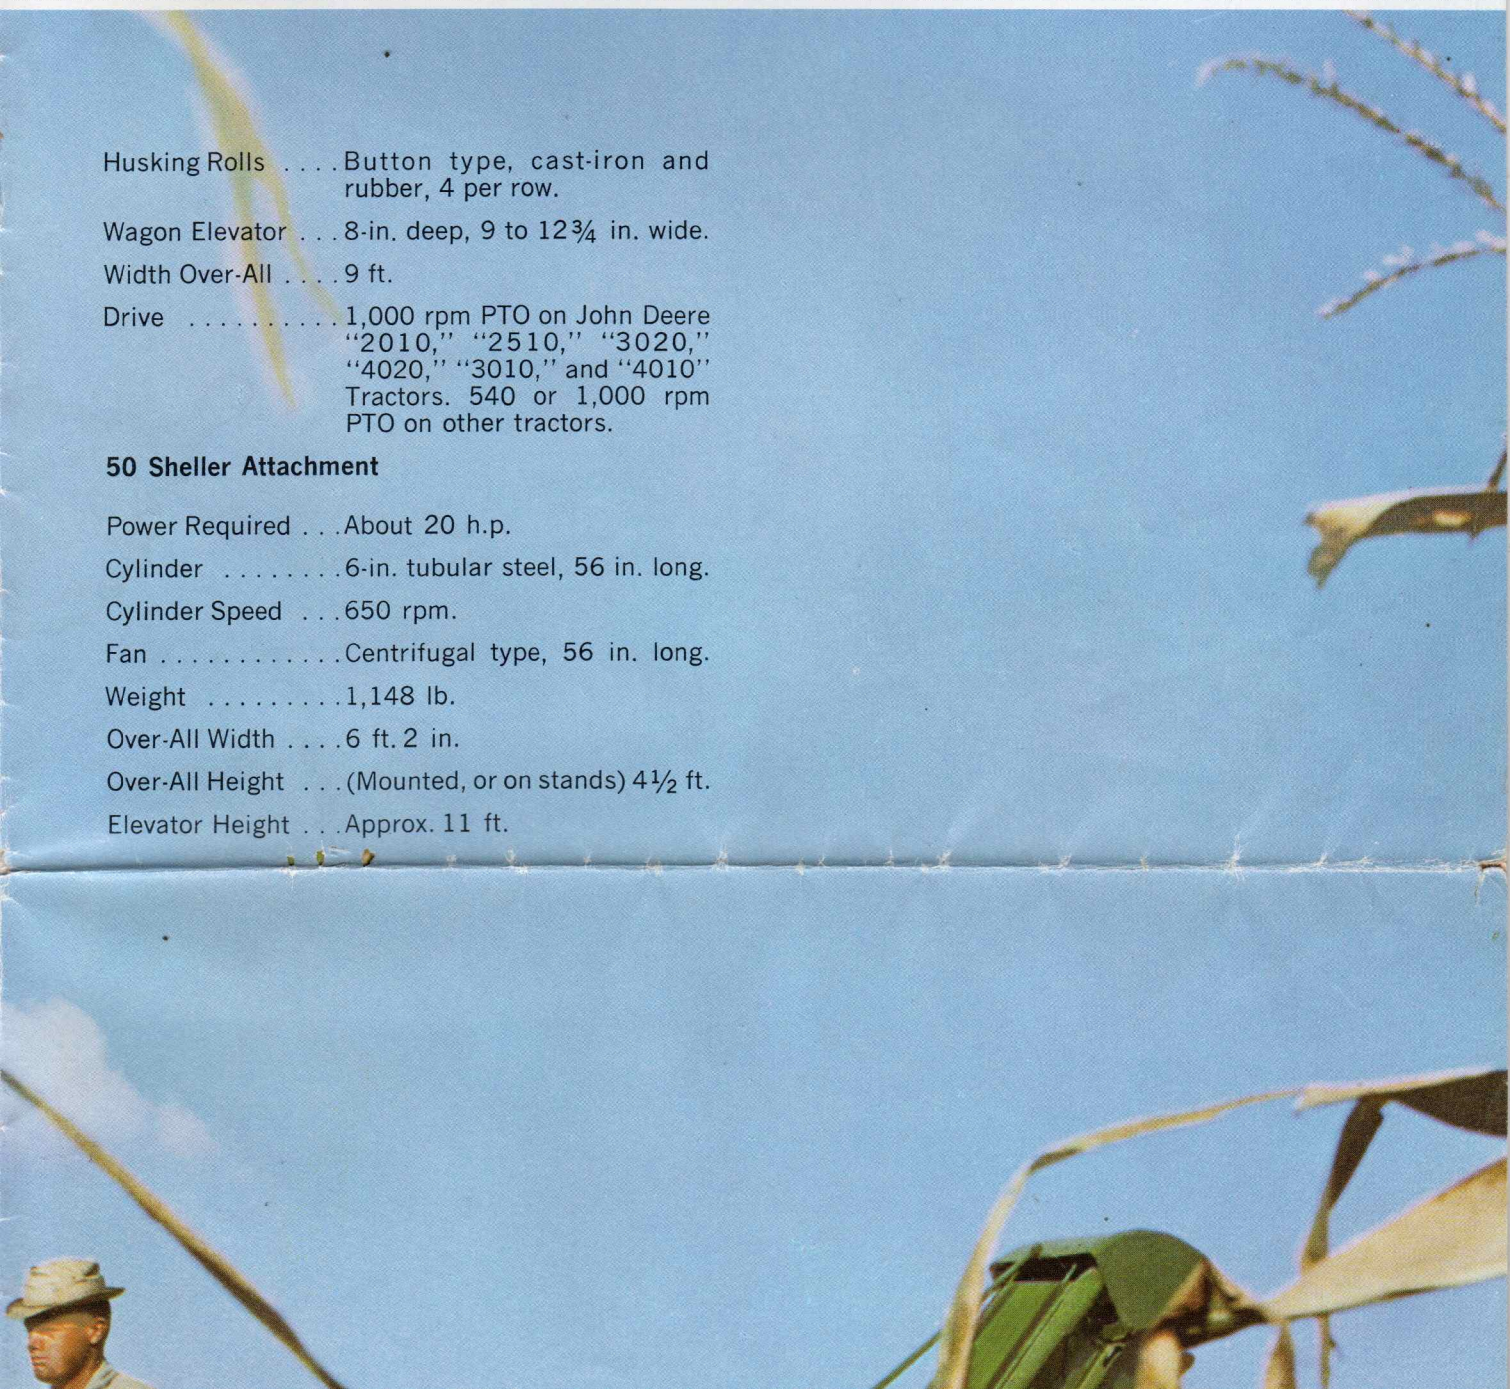 Husking Rolls . . . . Button type, cast-iron and
rubber, 4 per row.
Wagon Elevator . . . 8-in. deep, 9 to 12¾ in. wide.
Width Over-All . . . . 9 ft.
Drive . . . . . . . . . . 1,000 rpm PTO on John Deere
“2010,” “2510,” “3020,”
“4020,” “3010,” and “4010”
Tractors. 540 or 1,000 rpm
PTO on other tractors.
50 Sheller Attachment
Power Required . . . About 20 h.p.
Cylinder . . . . . . . . 6-in. tubular steel, 56 in. long.
Cylinder Speed . . . 650 rpm.
Fan . . . . . . . . . . . . Centrifugal type, 56 in. long.
Weight . . . . . . . . . 1,148 lb.
Over-All Width . . . . 6 ft. 2 in.
Over-All Height . . . (Mounted, or on stands) 4½ ft.
Elevator Height . . . Approx. 11 ft.